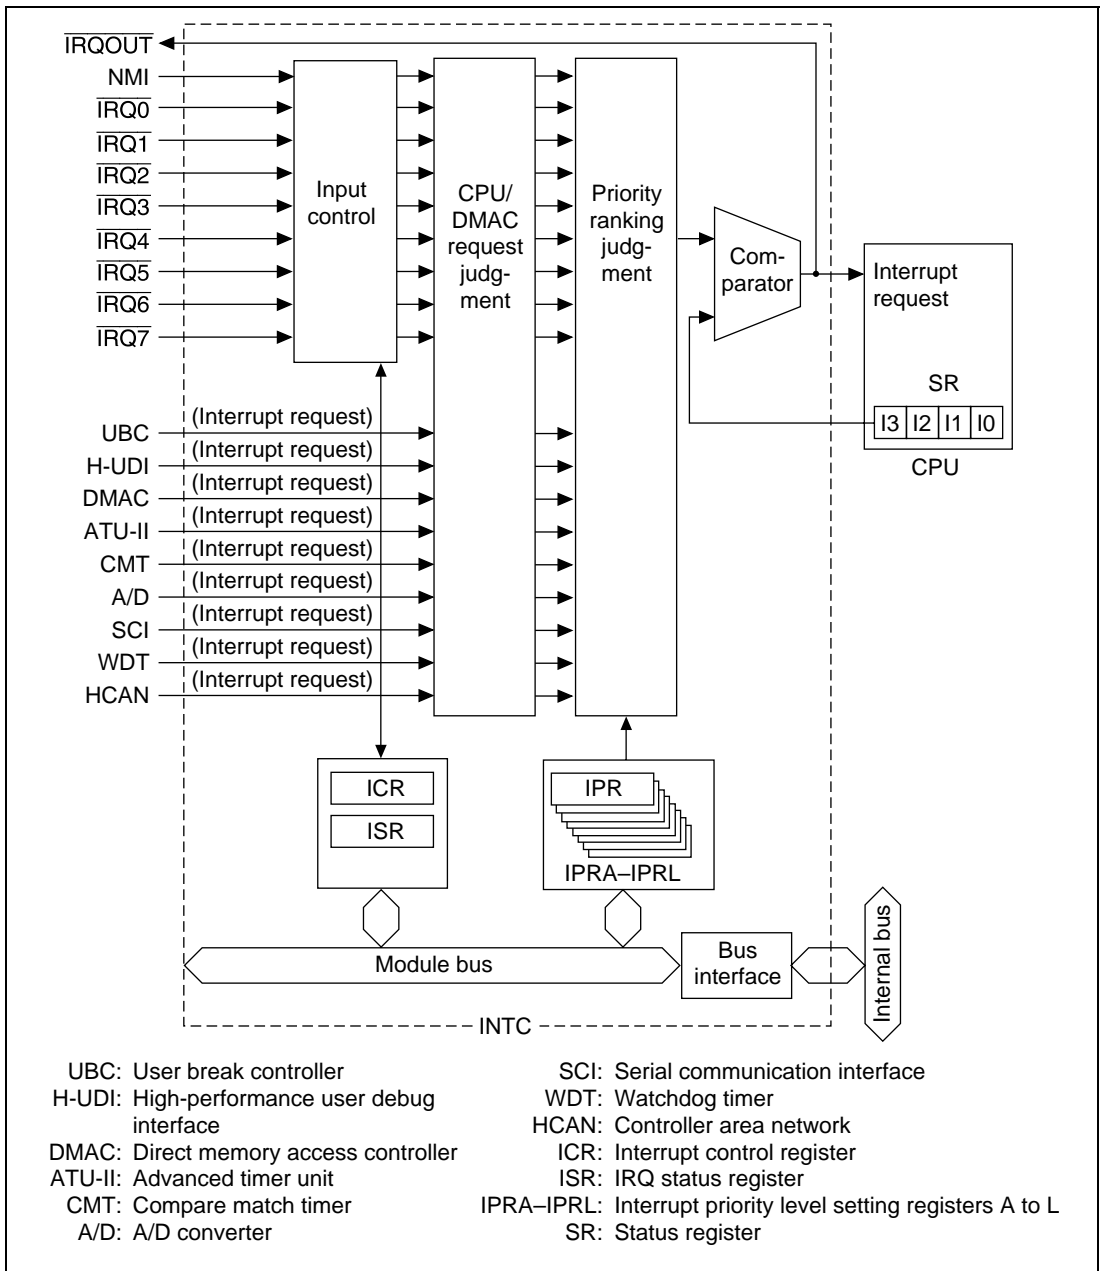 IRQOUT
NMI
IRQ0
IRQ1
IRQ2
IRQ3
IRQ4
IRQ5
IRQ6
IRQ7
Input
control
CPU/
DMAC
request
judg-
ment
Priority
ranking
judg-
ment
Com-
parator
Interrupt
request
SR
I3 I2 I1 I0
CPU
UBC (Interrupt request)
H-UDI (Interrupt request)
DMAC (Interrupt request)
ATU-II (Interrupt request)
CMT (Interrupt request)
A/D (Interrupt request)
SCI (Interrupt request)
WDT (Interrupt request)
HCAN (Interrupt request)
ICR
ISR
IPR
IPRA–IPRL
Module bus
Bus
interface
Internal bus
INTC
UBC: User break controller
H-UDI: High-performance user debug
interface
DMAC: Direct memory access controller
ATU-II: Advanced timer unit
CMT: Compare match timer
A/D: A/D converter
SCI: Serial communication interface
WDT: Watchdog timer
HCAN: Controller area network
ICR: Interrupt control register
ISR: IRQ status register
IPRA–IPRL: Interrupt priority level setting registers A to L
SR: Status register